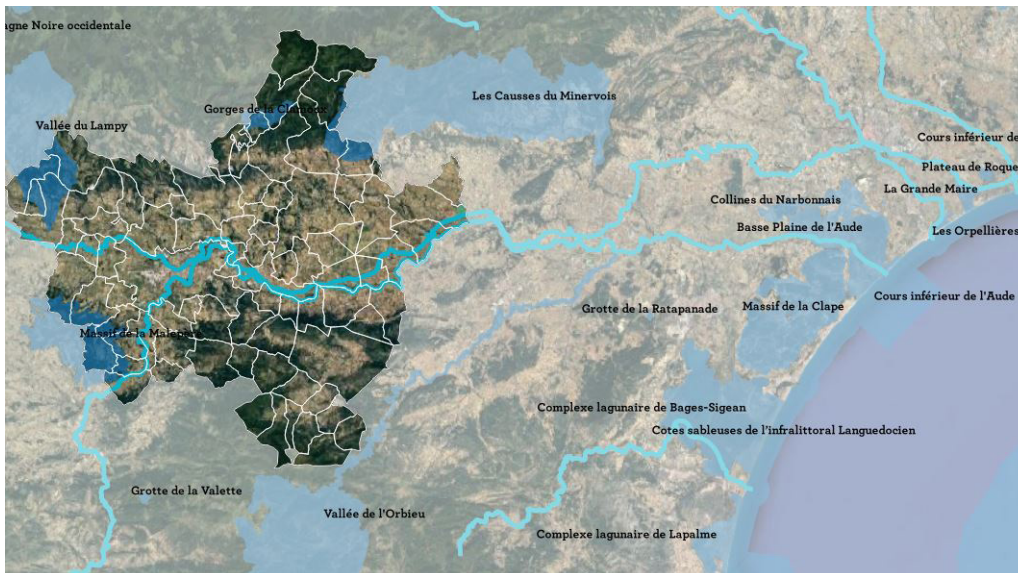 agne Noire occidentale
Les Causses du Minervois
Gorges de la Clamoux
Vallée du Lampy
Cours inférieur de
Plateau de Roque
La Grande Maire
Collines du Narbonnais
Basse Plaine de l'Aude
Les Orpellières
Cours inférieur de l'Aude
Grotte de la Ratapanade
Massif de la Clape
Massif de la Malepère
Complexe lagunaire de Bages-Sigean
Cotes sableuses de l'infralittoral Languedocien
Grotte de la Valette
Vallée de l'Orbieu
Complexe lagunaire de Lapalme